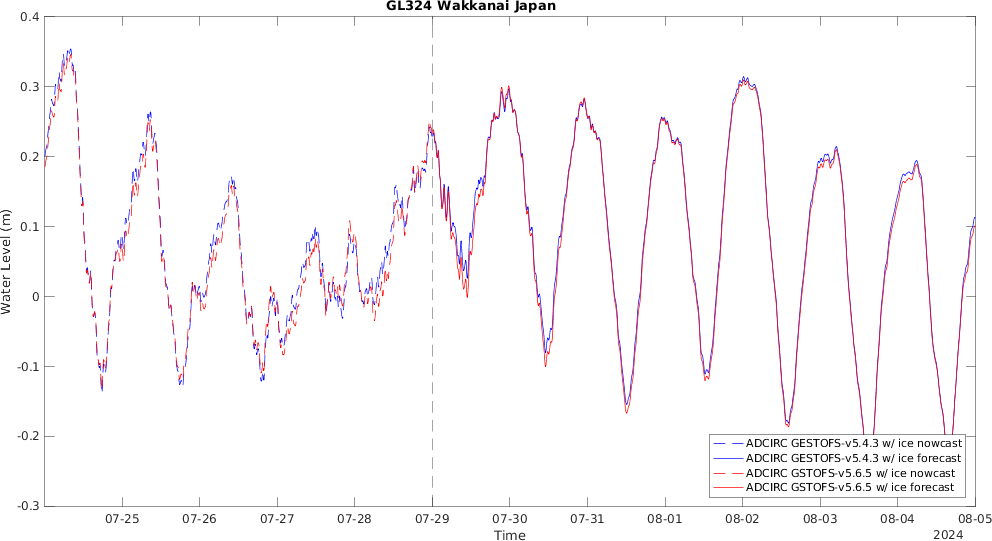 GL324 Wakkanai Japan
0.4
0.3
0.2
0.1
0
-0.1
-0.2
-0.3
Water Level (m)
ADCIRC GESTOFS-v5.4.3 w/ ice nowcast
ADCIRC GESTOFS-v5.4.3 w/ ice forecast
ADCIRC GSTOFS-v5.6.5 w/ ice nowcast
ADCIRC GSTOFS-v5.6.5 w/ ice forecast
07-25 07-26 07-27 07-28 07-29 07-30 07-31 08-01 08-02 08-03 08-04 08-05
Time
2024